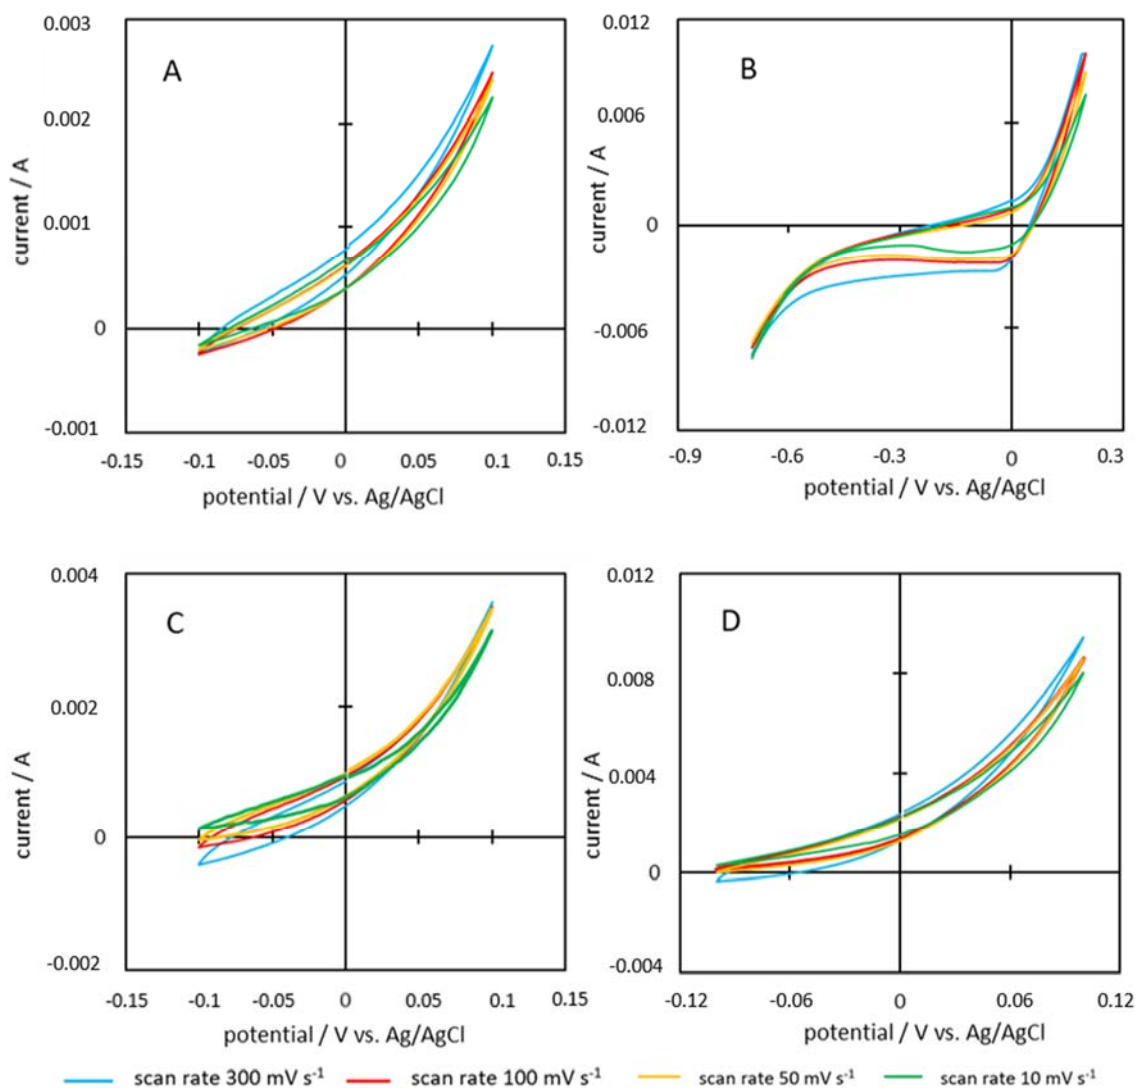 A
0.003
0.002
0.001
0
-0.001
current / A
-0.15
-0.1
-0.05
0
0.05
0.1
0.15
potential / V vs. Ag/AgCl
B
0.012
0.006
0
-0.006
-0.012
current / A
-0.9
-0.6
-0.3
0
0.3
potential / V vs. Ag/AgCl
C
0.004
0.002
0
-0.002
current / A
-0.15
-0.1
-0.05
0
0.05
0.1
0.15
potential / V vs. Ag/AgCl
D
0.012
0.008
0.004
0
-0.004
current / A
-0.12
-0.06
0
0.06
0.12
potential / V vs. Ag/AgCl
scan rate 300 mV s⁻¹
scan rate 100 mV s⁻¹
scan rate 50 mV s⁻¹
scan rate 10 mV s⁻¹